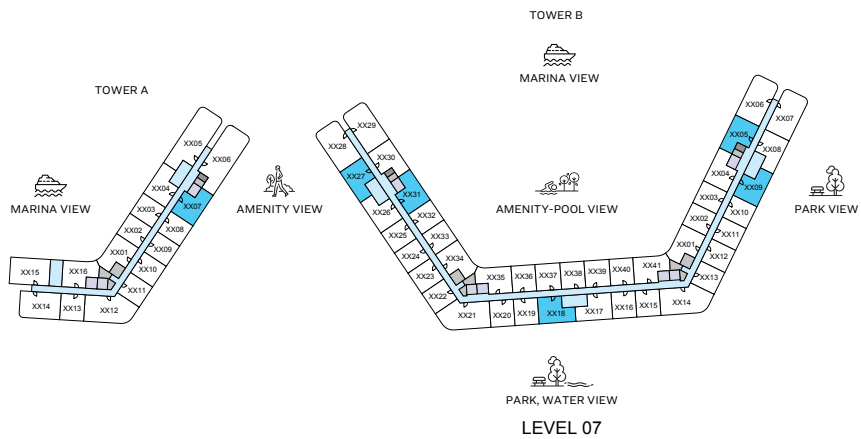 TOWER B
MARINA VIEW
TOWER A
XX05
XX06
XX04
XX03
XX07
XX02
XX08
XX01
XX09
XX10
XX15
XX16
XX11
XX14
XX13
XX12
MARINA VIEW
AMENITY VIEW
XX29
XX28
XX30
XX27
XX31
XX26
XX32
XX25
XX33
XX24
XX34
XX23
XX22
XX35
XX36
XX37
XX38
XX39
XX40
XX41
XX21
XX20
XX19
XX18
XX17
XX16
XX15
XX14
AMENITY-POOL VIEW
XX06
XX07
XX05
XX08
XX04
XX09
XX03
XX10
XX02
XX11
XX01
XX12
XX13
PARK VIEW
PARK, WATER VIEW
LEVEL 07